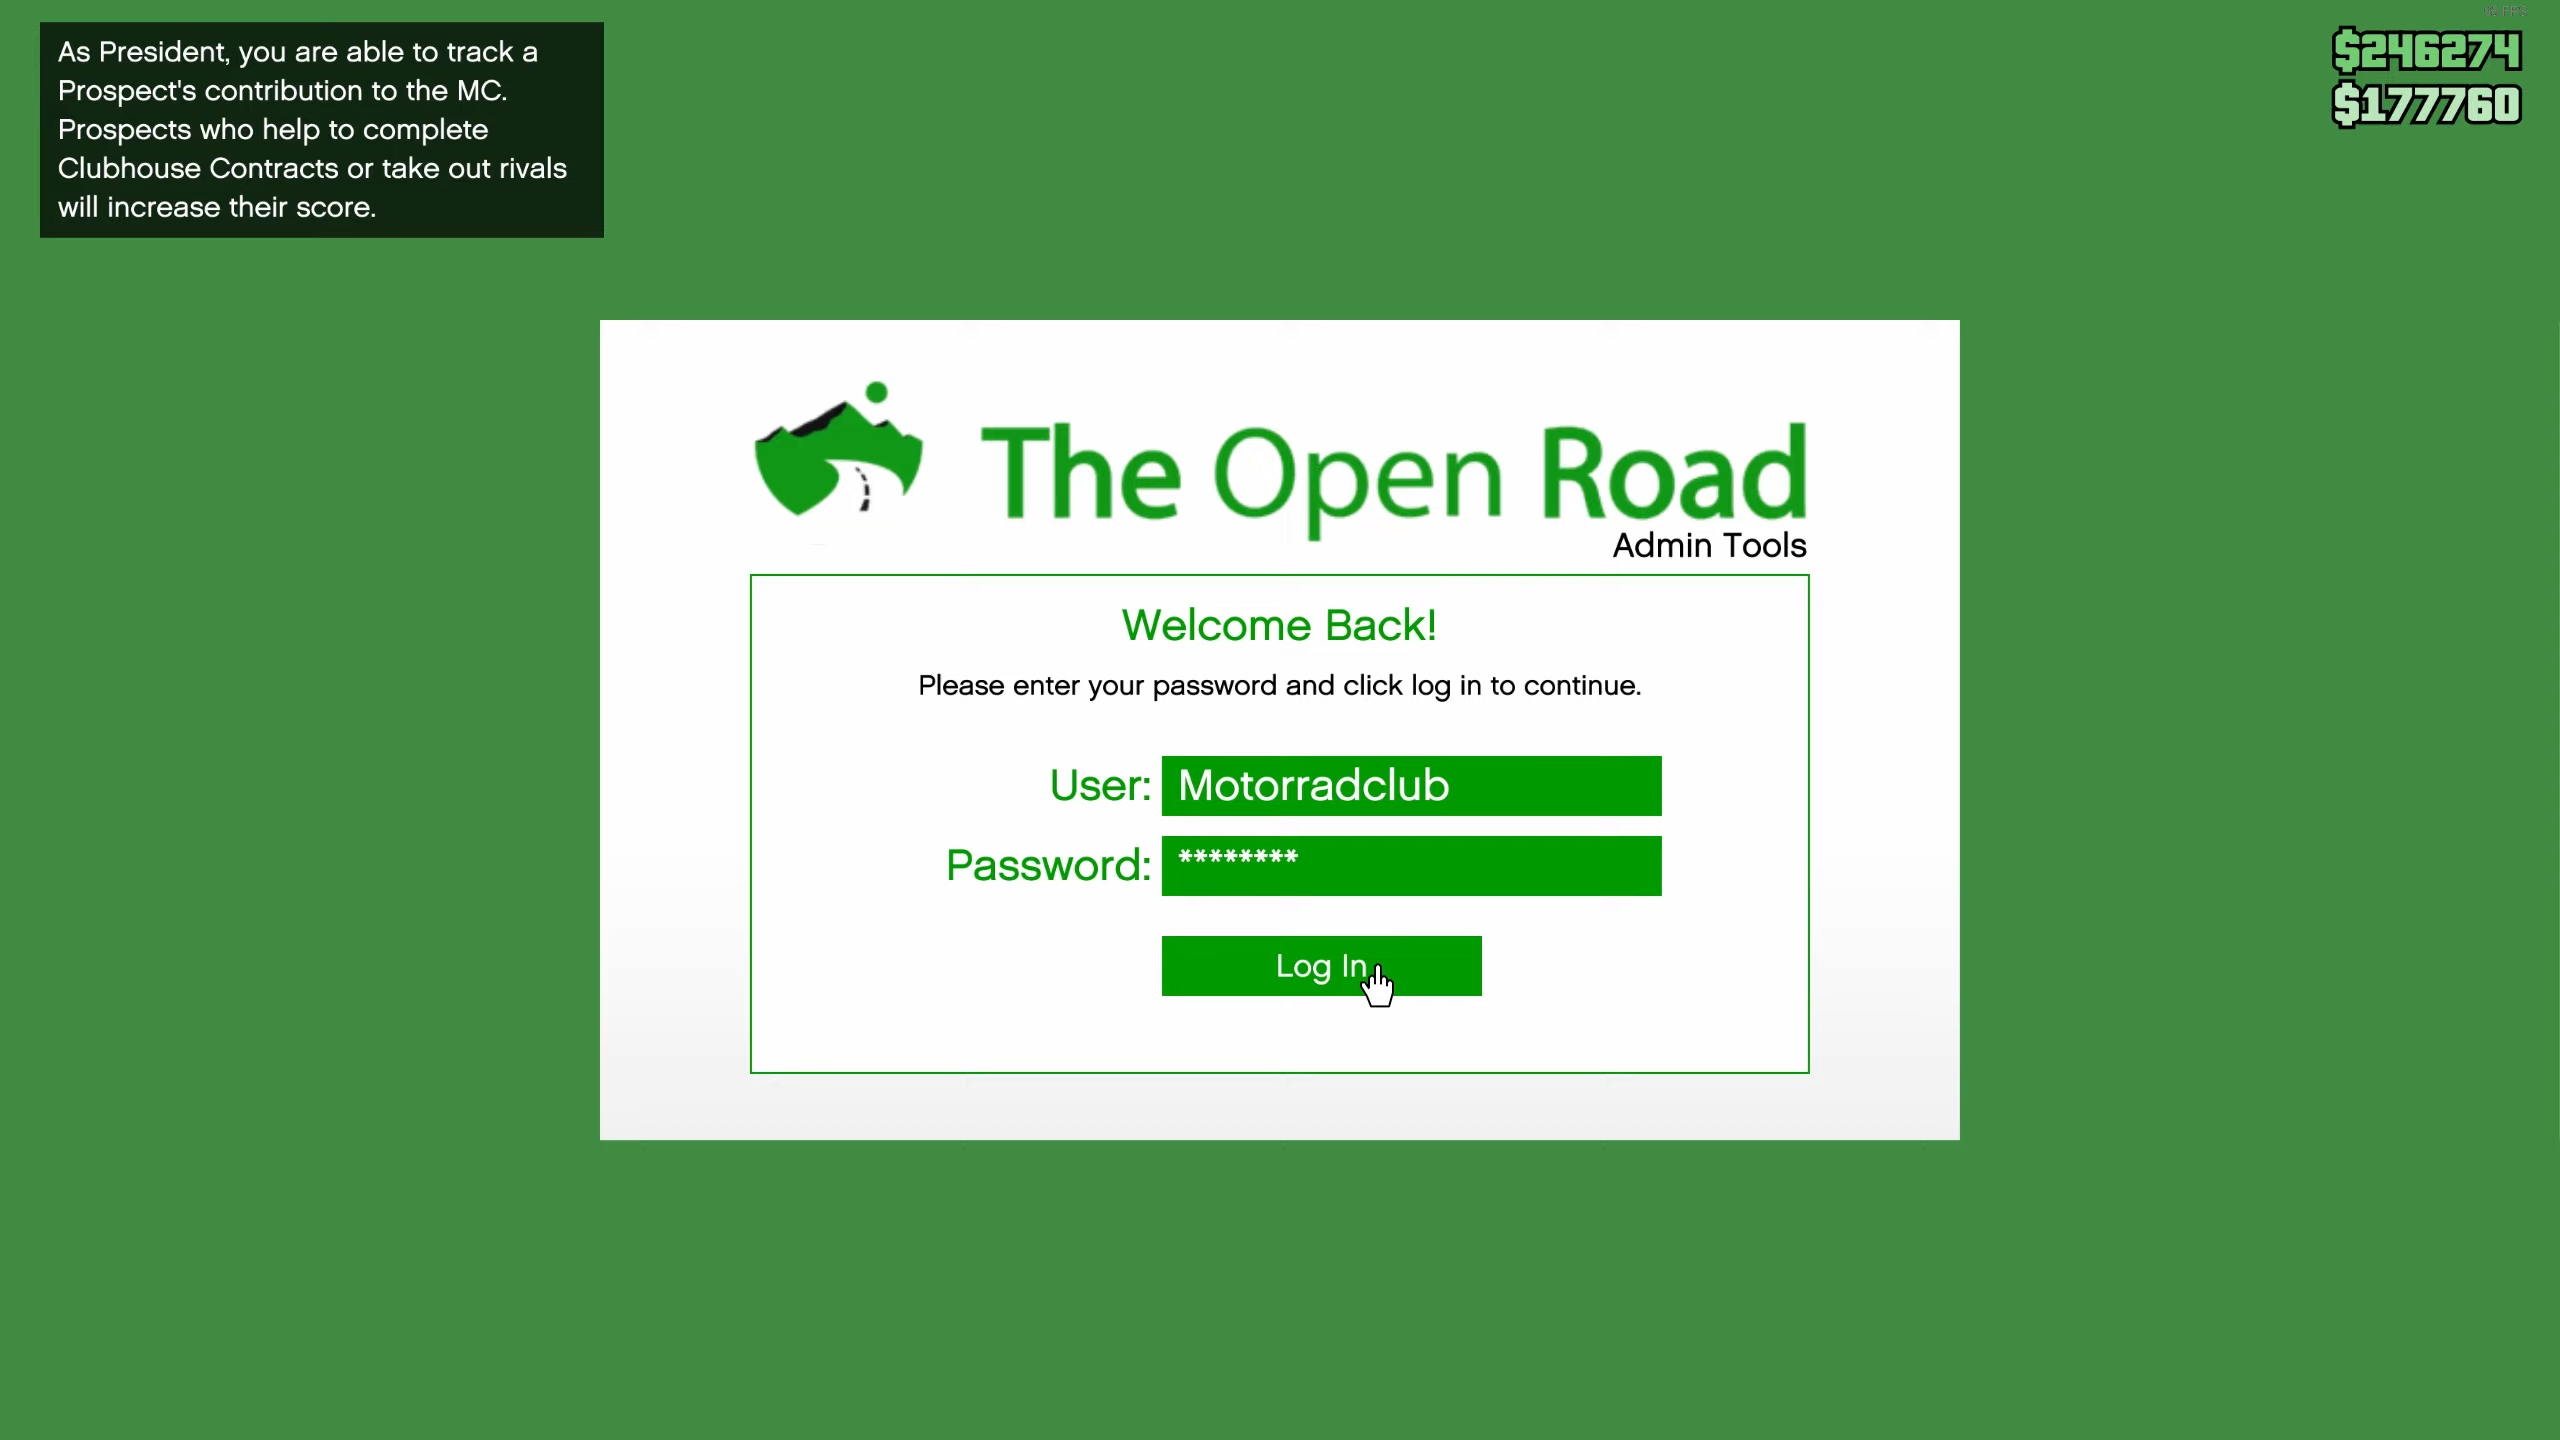 As President, you are able to track a
Prospect's contribution to the MC.
Prospects who help to complete
Clubhouse Contracts or take out rivals
will increase their score.
$246274
$177760
The Open Road
Admin Tools
Welcome Back!
Please enter your password and click log in to continue.
User: Motorradclub
Password: ********
Log In